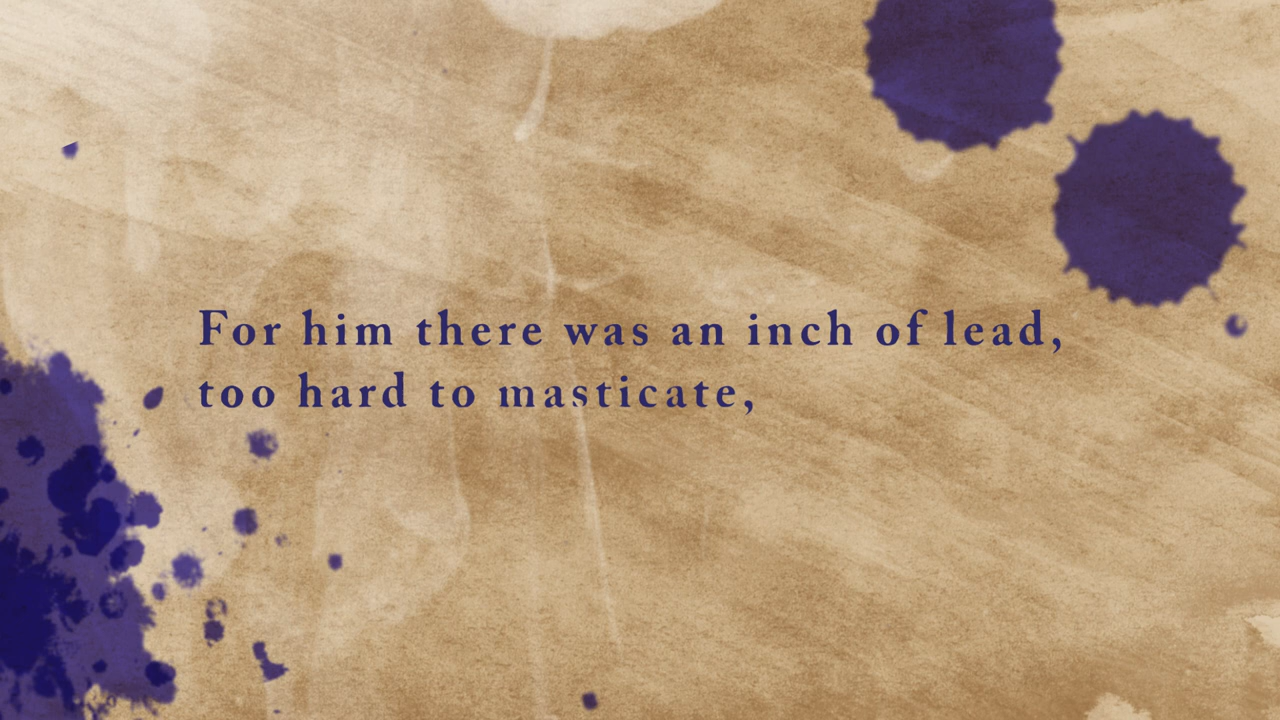 For him there was an inch of lead,
too hard to masticate,